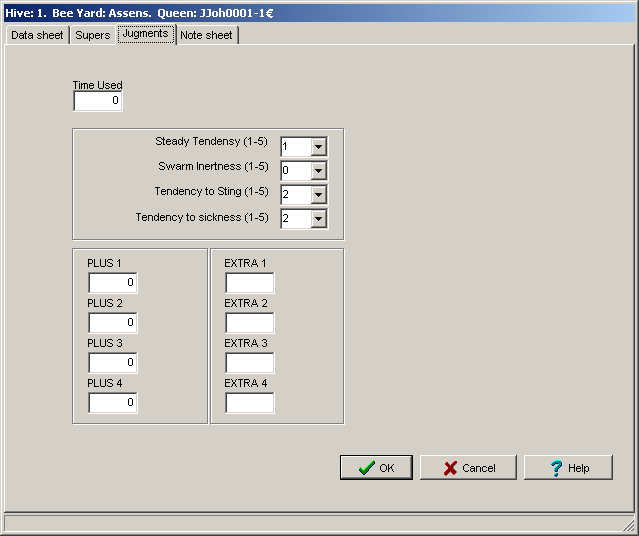 Hive: 1.  Bee Yard: Assens.  Queen: JJoh0001-1€
Data sheet Supers Jugments Note sheet
Time Used
0
Steady Tendensy (1-5) 1
Swarm Inertness (1-5) 0
Tendency to Sting (1-5) 2
Tendency to sickness (1-5) 2
PLUS 1 EXTRA 1
0
PLUS 2 EXTRA 2
0
PLUS 3 EXTRA 3
0
PLUS 4 EXTRA 4
0
OK Cancel ? Help